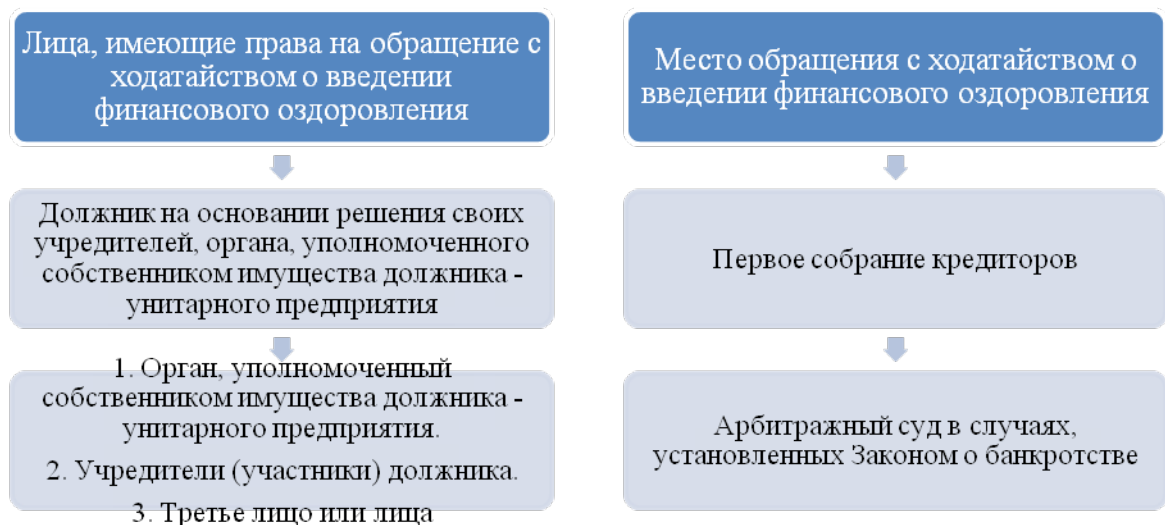 Лица, имеющие права на обращение с
ходатайством о введении
финансового оздоровления
Должник на основании решения своих
учредителей, органа, уполномоченного
собственником имущества должника -
унитарного предприятия
1. Орган, уполномоченный
собственником имущества должника -
унитарного предприятия.
2. Учредители (участники) должника.
3. Третье лицо или лица
Место обращения с ходатайством о
введении финансового оздоровления
Первое собрание кредиторов
Арбитражный суд в случаях,
установленных Законом о банкротстве